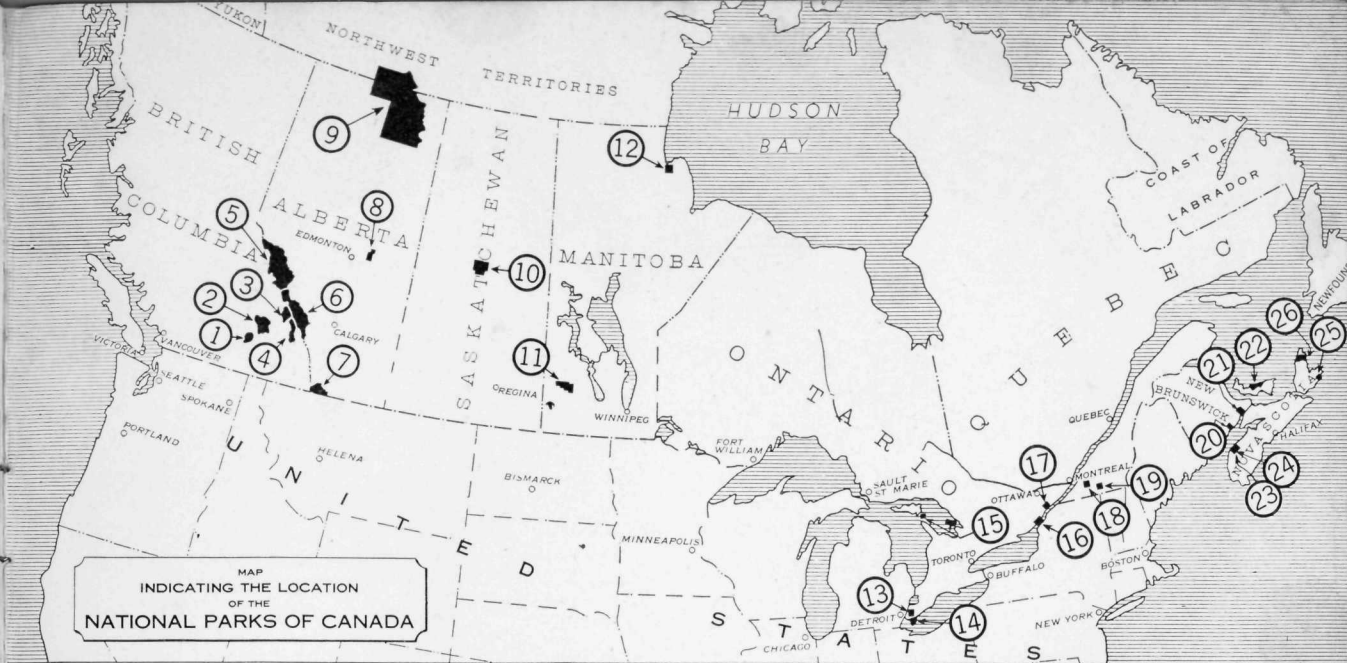 YUKON
NORTHWEST TERRITORIES
BRITISH COLUMBIA
ALBERTA
SASKATCHEWAN
MANITOBA
HUDSON BAY
ONTARIO
QUEBEC
COAST OF LABRADOR
NEW BRUNSWICK
NOVA SCO
9
12
5
8
EDMONTON
10
3
6
2
1
4
CALGARY
VICTORIA
VANCOUVER
7
11
REGINA
WINNIPEG
SEATTLE
SPOKANE
PORTLAND
HELENA
BISMARCK
MINNEAPOLIS
FORT WILLIAM
SAULT ST MARIE
OTTAWA
MONTREAL
QUEBEC
17
19
18
16
15
TORONTO
BUFFALO
BOSTON
NEW YORK
13
14
DETROIT
CHICAGO
26
25
22
21
20
24
23
HALIFAX
UNITED STATES
MAP
INDICATING THE LOCATION
OF THE
NATIONAL PARKS OF CANADA